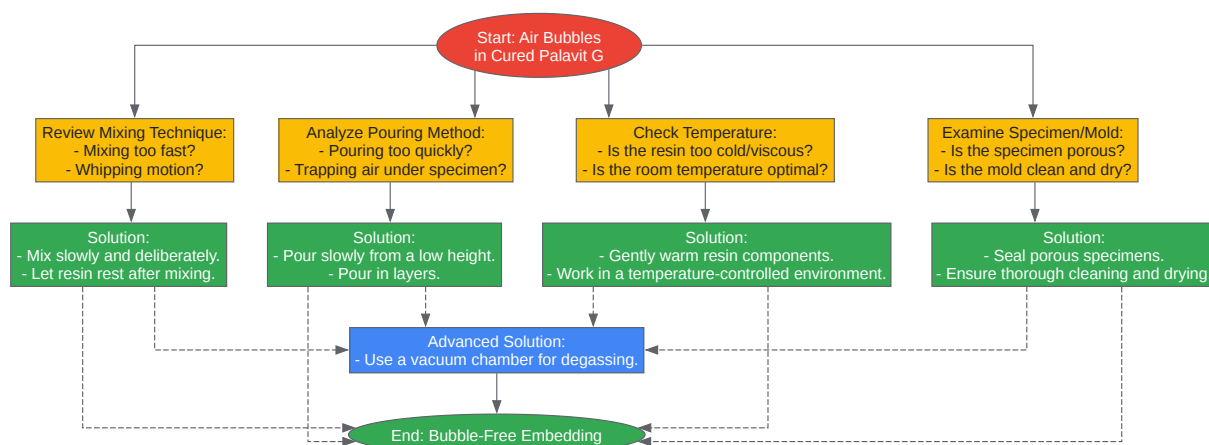 Start: Air Bubbles
in Cured Palavit G
Review Mixing Technique:
- Mixing too fast?
- Whipping motion?
Analyze Pouring Method:
- Pouring too quickly?
- Trapping air under specimen?
Check Temperature:
- Is the resin too cold/viscous?
- Is the room temperature optimal?
Examine Specimen/Mold:
- Is the specimen porous?
- Is the mold clean and dry?
Solution:
- Mix slowly and deliberately.
- Let resin rest after mixing.
Solution:
- Pour slowly from a low height.
- Pour in layers.
Solution:
- Gently warm resin components.
- Work in a temperature-controlled environment.
Solution:
- Seal porous specimens.
- Ensure thorough cleaning and drying
Advanced Solution:
- Use a vacuum chamber for degassing.
End: Bubble-Free Embedding